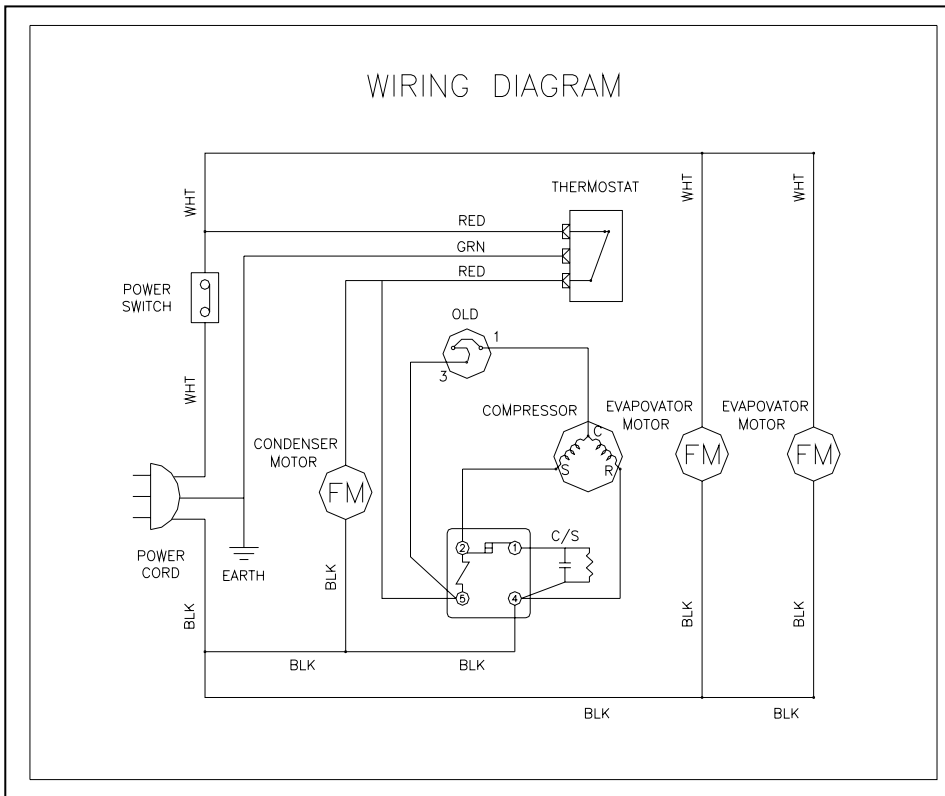 WIRING DIAGRAM
WHT
WHT
WHT
THERMOSTAT
RED
GRN
RED
POWER
SWITCH
OLD
1
3
WHT
COMPRESSOR
C
S
R
EVAPOVATOR
MOTOR
FM
EVAPOVATOR
MOTOR
FM
CONDENSER
MOTOR
FM
POWER
CORD
EARTH
BLK
BLK
2
1
5
4
C/S
BLK
BLK
BLK
BLK
BLK
BLK